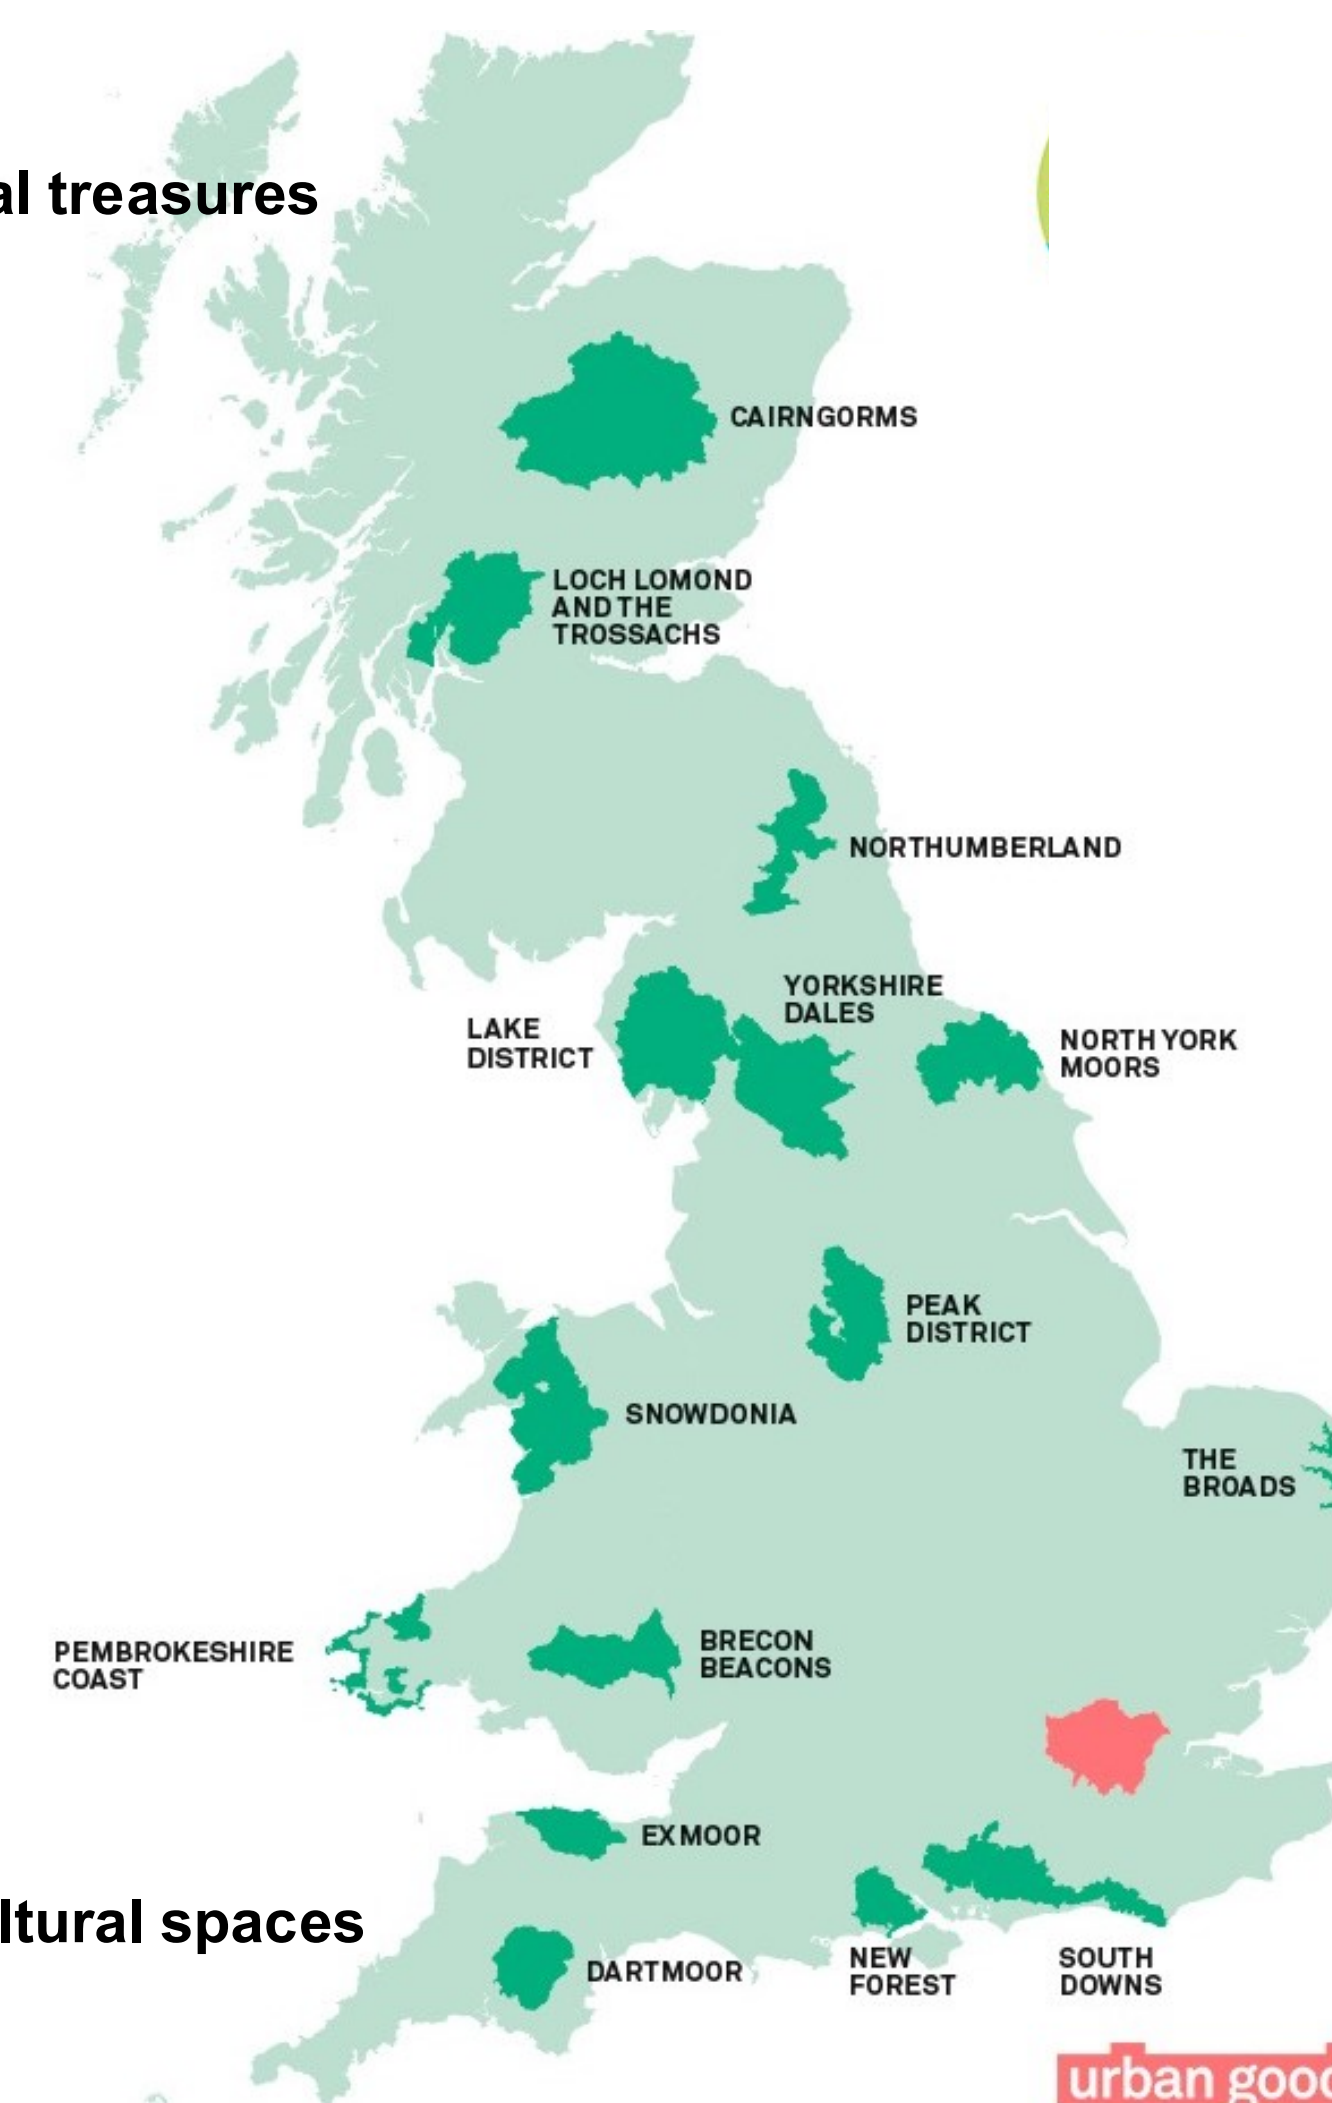 al treasures
CAIRNGORMS
LOCH LOMOND
AND THE
TROSSACHS
NORTHUMBERLAND
YORKSHIRE
DALES
LAKE
DISTRICT
NORTH YORK
MOORS
PEAK
DISTRICT
SNOWDONIA
THE
BROADS
PEMBROKESHIRE
COAST
BRECON
BEACONS
EXMOOR
ltural spaces
DARTMOOR
NEW
FOREST
SOUTH
DOWNS
urban good